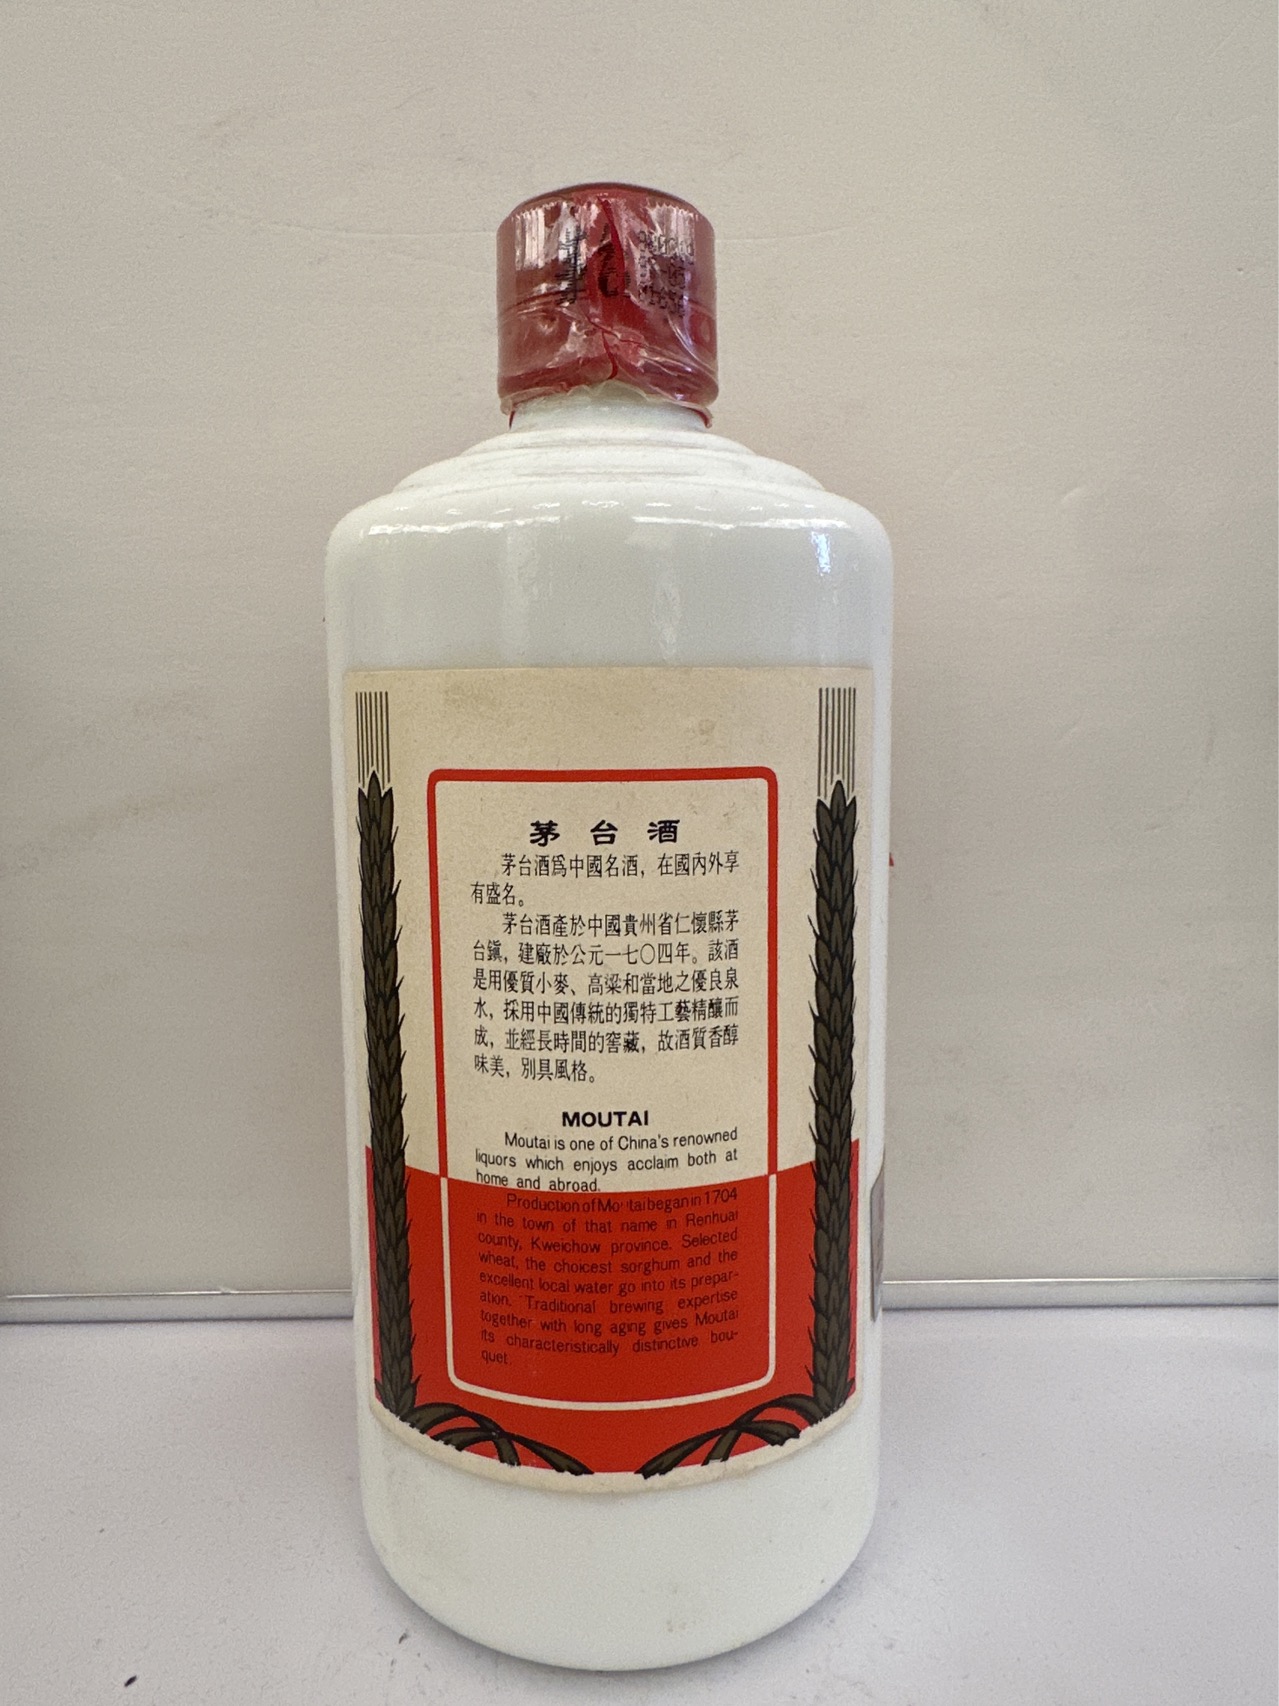 茅台酒
茅台酒爲中國名酒，在國內外享
有盛名。
茅台酒產於中國貴州省仁懷縣茅
台鎭，建廠於公元一七〇四年。該酒
是用優質小麥、高粱和當地之優良泉
水，採用中國傳統的獨特工藝精釀而
成，並經長時間的窖藏，故酒質香醇
味美，別具風格。
MOUTAI
Moutai is one of China's renowned
liquors which enjoys acclaim both at
home and abroad.
Production of Moutai began in 1704
in the town of that name in Renhuai
county, Kweichow province. Selected
wheat, the choicest sorghum and the
excellent local water go into its prepar-
ation. Traditional brewing expertise
together with long aging gives Moutai
its characteristically distinctive bou-
quet.